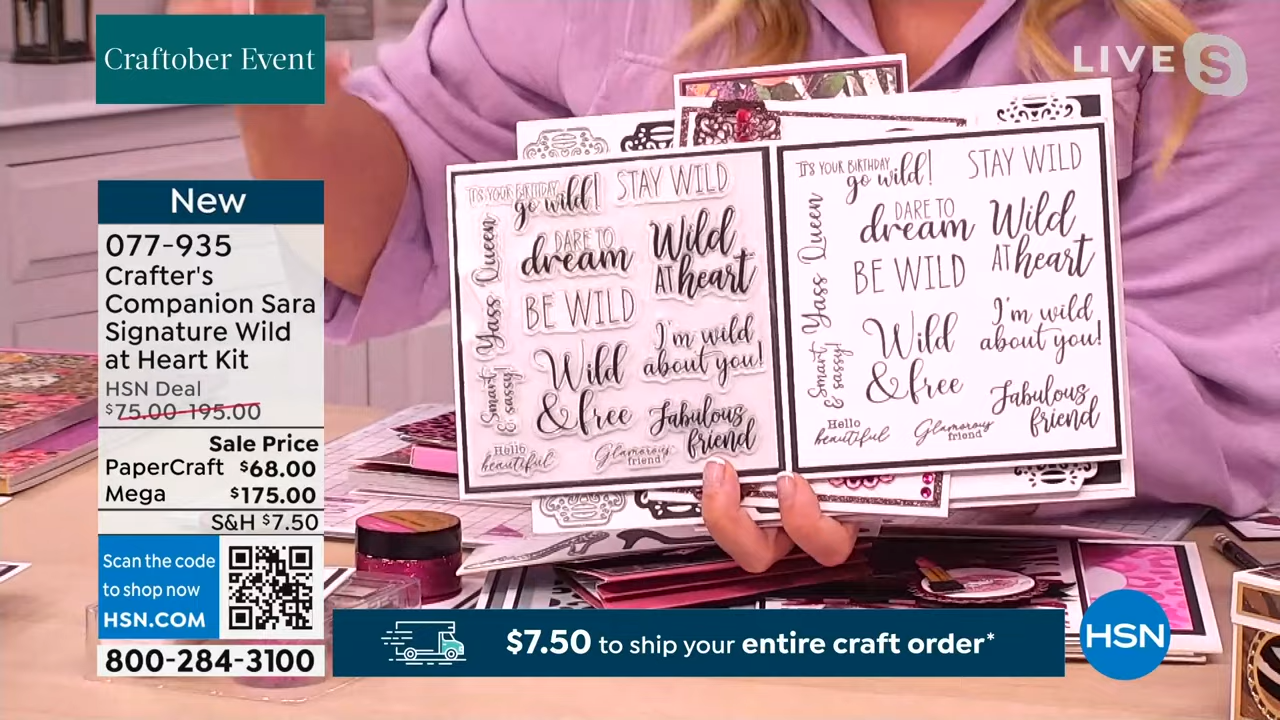 Craftober Event
LIVE S
New
077-935
Crafter's
Companion Sara
Signature Wild
at Heart Kit
HSN Deal
$75.00-195.00
Sale Price
PaperCraft $68.00
Mega $175.00
S&H $7.50
Scan the code
to shop now
HSN.COM
800-284-3100
IT'S YOUR BIRTHDAY
go wild!
STAY WILD
DARE TO
dream
Wild
AT heart
BE WILD
Smart
& sassy!
Yass Queen
I'm wild
about you!
Wild
& free
Fabulous
friend
Hello
beautiful
Glamorous
friend
IT'S YOUR BIRTHDAY
go wild!
STAY WILD
DARE TO
dream
Wild
AT heart
BE WILD
Smart
& sassy!
Yass Queen
I'm wild
about you!
Wild
& free
Fabulous
friend
Hello
beautiful
Glamorous
friend
$7.50 to ship your entire craft order*
HSN